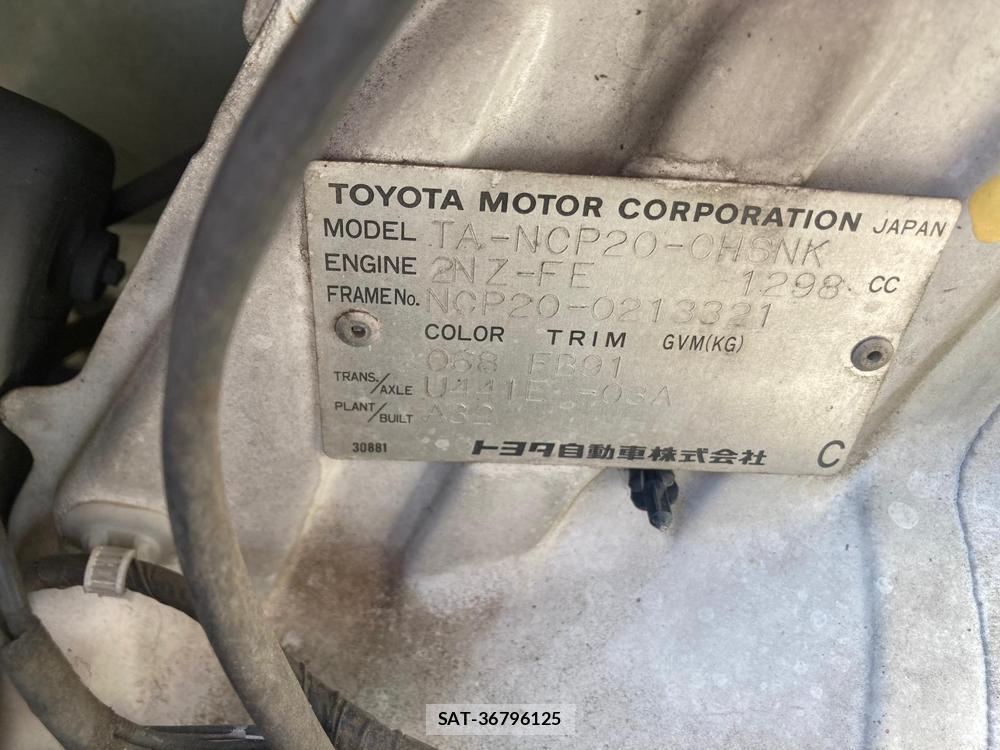 TOYOTA MOTOR CORPORATION JAPAN
MODEL TA-NCP20-CHSNK
ENGINE 2NZ-FE 1298 CC
FRAME No. NCP20-0213321
COLOR TRIM GVM(KG)
068 FB01
TRANS./AXLE U441E -03A
PLANT/BUILT A32
30881 トヨタ自動車株式会社 C
SAT-36796125